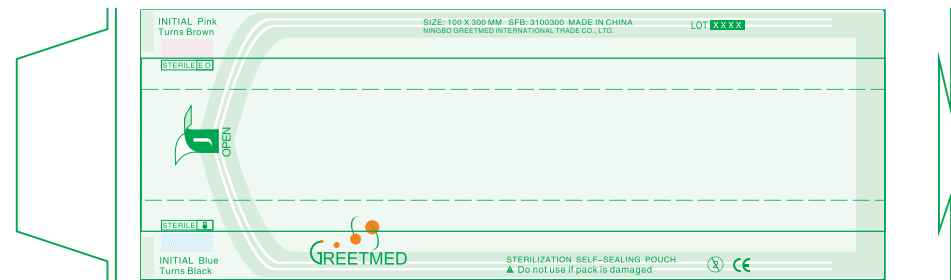 INITIAL Pink
Turns Brown
SIZE: 100 X 300 MM SFB: 3100300 MADE IN CHINA
NINGBO GREETMED INTERNATIONAL TRADE CO., LTD.
LOT XXXX
STERILE EO
OPEN
STERILE
INITIAL Blue
Turns Black
GREETMED
STERILIZATION SELF-SEALING POUCH
Do not use if pack is damaged
2
CE